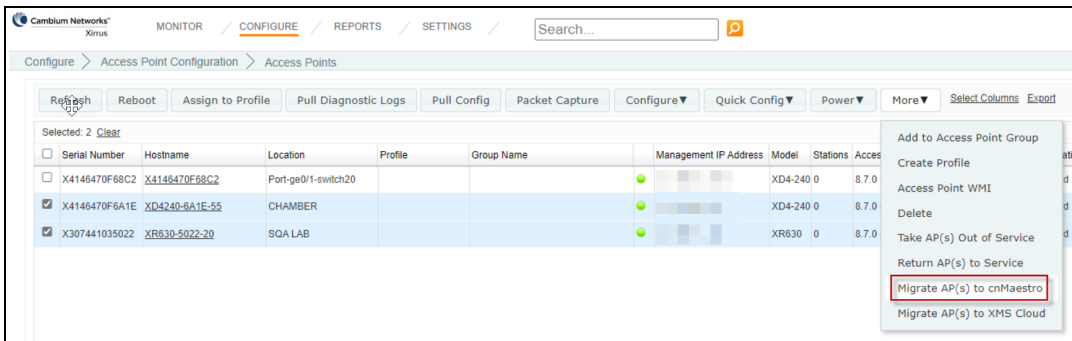 Cambium Networks™
Xirrus
MONITOR / CONFIGURE / REPORTS / SETTINGS /
Search...
Configure > Access Point Configuration > Access Points
Refresh Reboot Assign to Profile Pull Diagnostic Logs Pull Config Packet Capture Configure▼ Quick Config▼ Power▼ More▼ Select Columns Export
Selected: 2 Clear
Serial Number Hostname Location Profile Group Name Management IP Address Model Stations Acces
X4146470F68C2 X4146470F68C2 Port-ge0/1-switch20 XD4-240 0 8.7.0
X4146470F6A1E XD4240-6A1E-55 CHAMBER XD4-240 0 8.7.0
X307441035022 XR630-5022-20 SQA LAB XR630 0 8.7.0
Add to Access Point Group
Create Profile
Access Point WMI
Delete
Take AP(s) Out of Service
Return AP(s) to Service
Migrate AP(s) to cnMaestro
Migrate AP(s) to XMS Cloud